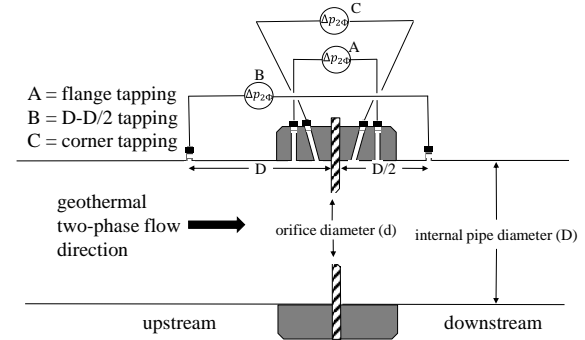 C
Δp2Φ
A
Δp2Φ
B
Δp2Φ
A = flange tapping
B = D-D/2 tapping
C = corner tapping
D
D/2
geothermal
two-phase flow
direction
orifice diameter (d)
internal pipe diameter (D)
upstream
downstream